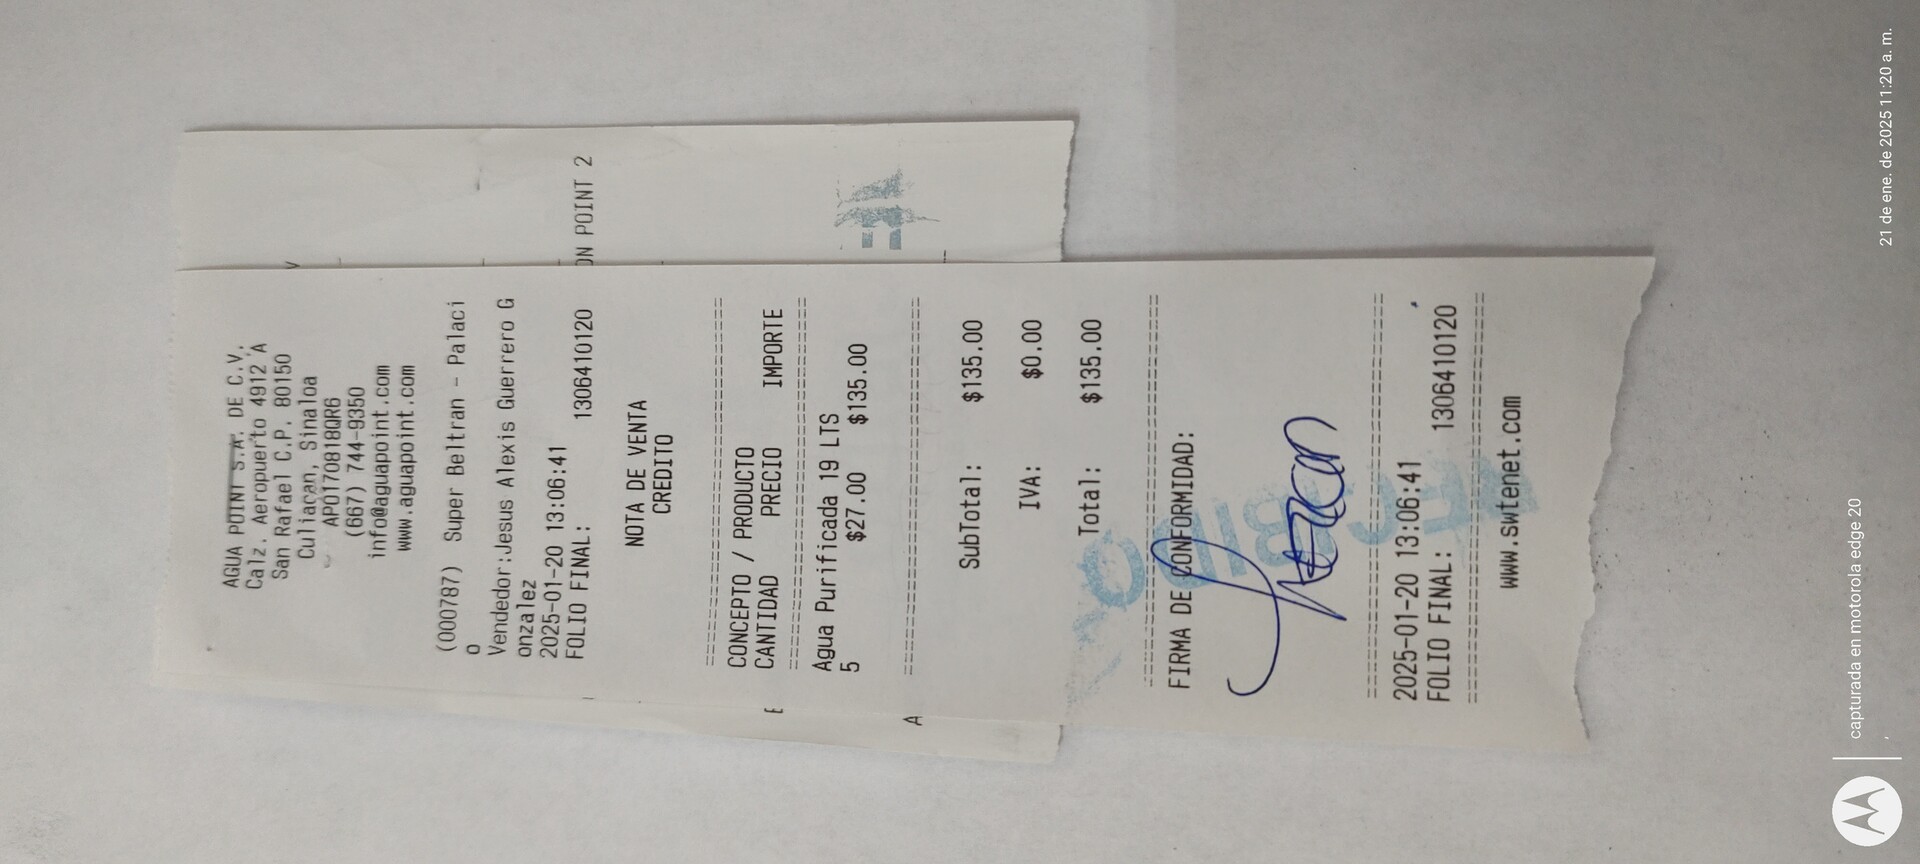 AGUA POINT S.A. DE C.V.
Calz. Aeropuerto 4912 A
San Rafael C.P. 80150
Culiacan, Sinaloa
APO170818QR6
(667) 744-9350
info@aguapoint.com
www.aguapoint.com
(000787) Super Beltran - Palaci
o
Vendedor:Jesus Alexis Guerrero G
onzalez
2025-01-20 13:06:41
FOLIO FINAL: 1306410120
NOTA DE VENTA
CREDITO
================================
CONCEPTO / PRODUCTO
CANTIDAD PRECIO IMPORTE
================================
Agua Purificada 19 LTS
5 $27.00 $135.00
================================
SubTotal: $135.00
IVA: $0.00
Total: $135.00
================================
FIRMA DE CONFORMIDAD:
RECIBIDO
================================
2025-01-20 13:06:41
FOLIO FINAL: 1306410120
================================
www.swtenet.com
ON POINT 2
E
A
capturada en motorola edge 20
21 de ene. de 2025 11:20 a. m.